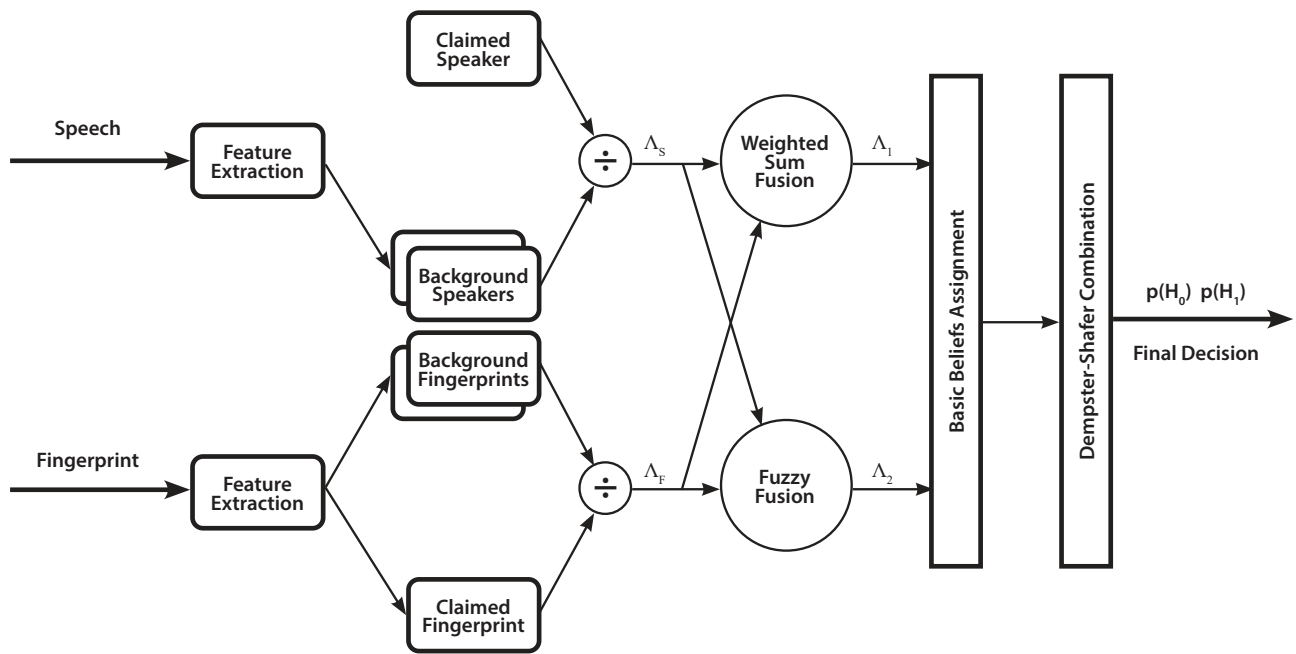 Claimed
Speaker
Speech
Feature
Extraction
÷
Λ_S
Weighted
Sum
Fusion
Λ_1
Background
Speakers
Background
Fingerprints
Fingerprint
Feature
Extraction
÷
Λ_F
Fuzzy
Fusion
Λ_2
Claimed
Fingerprint
Basic Beliefs Assignment
Dempster-Shafer Combination
p(H_0) p(H_1)
Final Decision